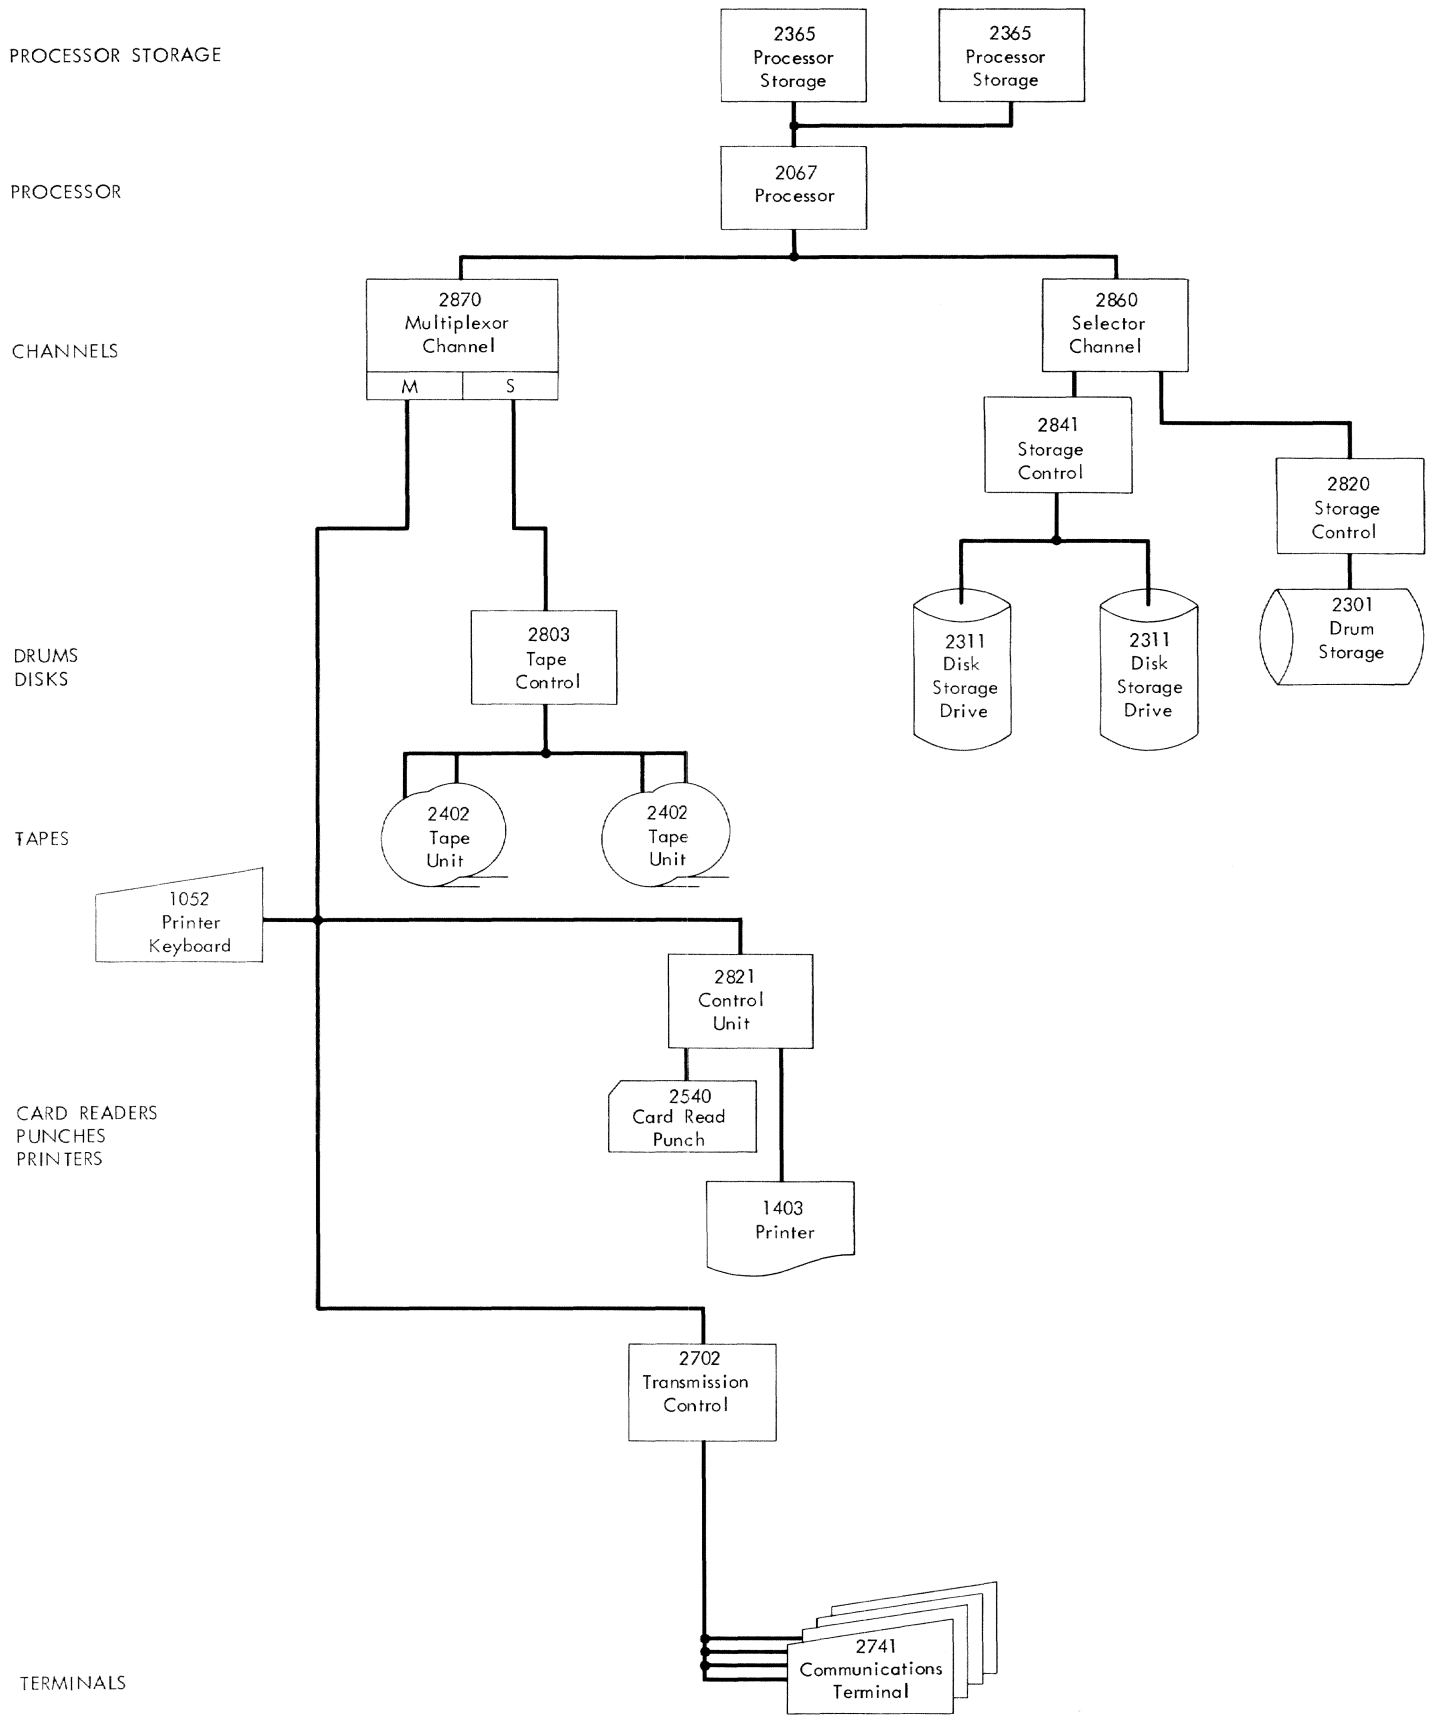 PROCESSOR STORAGE
2365
Processor
Storage
2365
Processor
Storage
PROCESSOR
2067
Processor
CHANNELS
2870
Multiplexor
Channel
M
S
2860
Selector
Channel
2841
Storage
Control
2820
Storage
Control
DRUMS
DISKS
2803
Tape
Control
2311
Disk
Storage
Drive
2311
Disk
Storage
Drive
2301
Drum
Storage
TAPES
2402
Tape
Unit
2402
Tape
Unit
1052
Printer
Keyboard
2821
Control
Unit
CARD READERS
PUNCHES
PRINTERS
2540
Card Read
Punch
1403
Printer
2702
Transmission
Control
TERMINALS
2741
Communications
Terminal